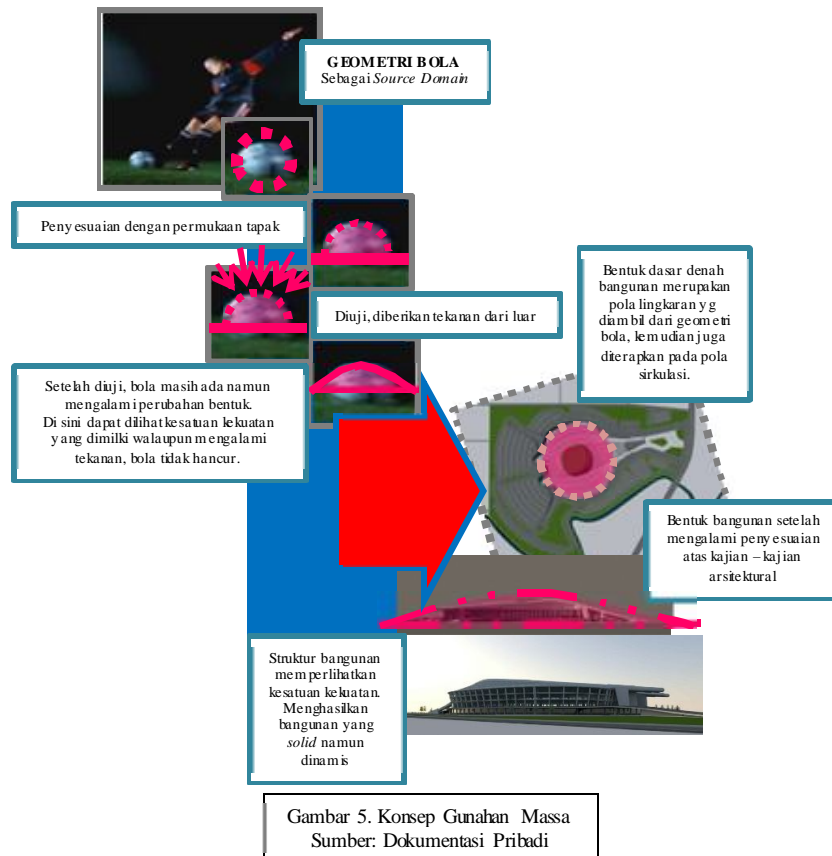 GEOMETRI BOLA
Sebagai Source Domain
Penyesuaian dengan permukaan tapak
Diuji, diberikan tekanan dari luar
Setelah diuji, bola masih ada namun
mengalami perubahan bentuk.
Di sini dapat dilihat kesatuan kekuatan
yang dimilki walaupun mengalami
tekanan, bola tidak hancur.
Bentuk dasar denah
bangunan merupakan
pola lingkaran yg
diambil dari geometri
bola, kemudian juga
diterapkan pada pola
sirkulasi.
Bentuk bangunan setelah
mengalami penyesuaian
atas kajian – kajian
arsitektural
Struktur bangunan
memperlihatkan
kesatuan kekuatan.
Menghasilkan
bangunan yang
solid namun
dinamis
Gambar 5. Konsep Gunahan Massa
Sumber: Dokumentasi Pribadi